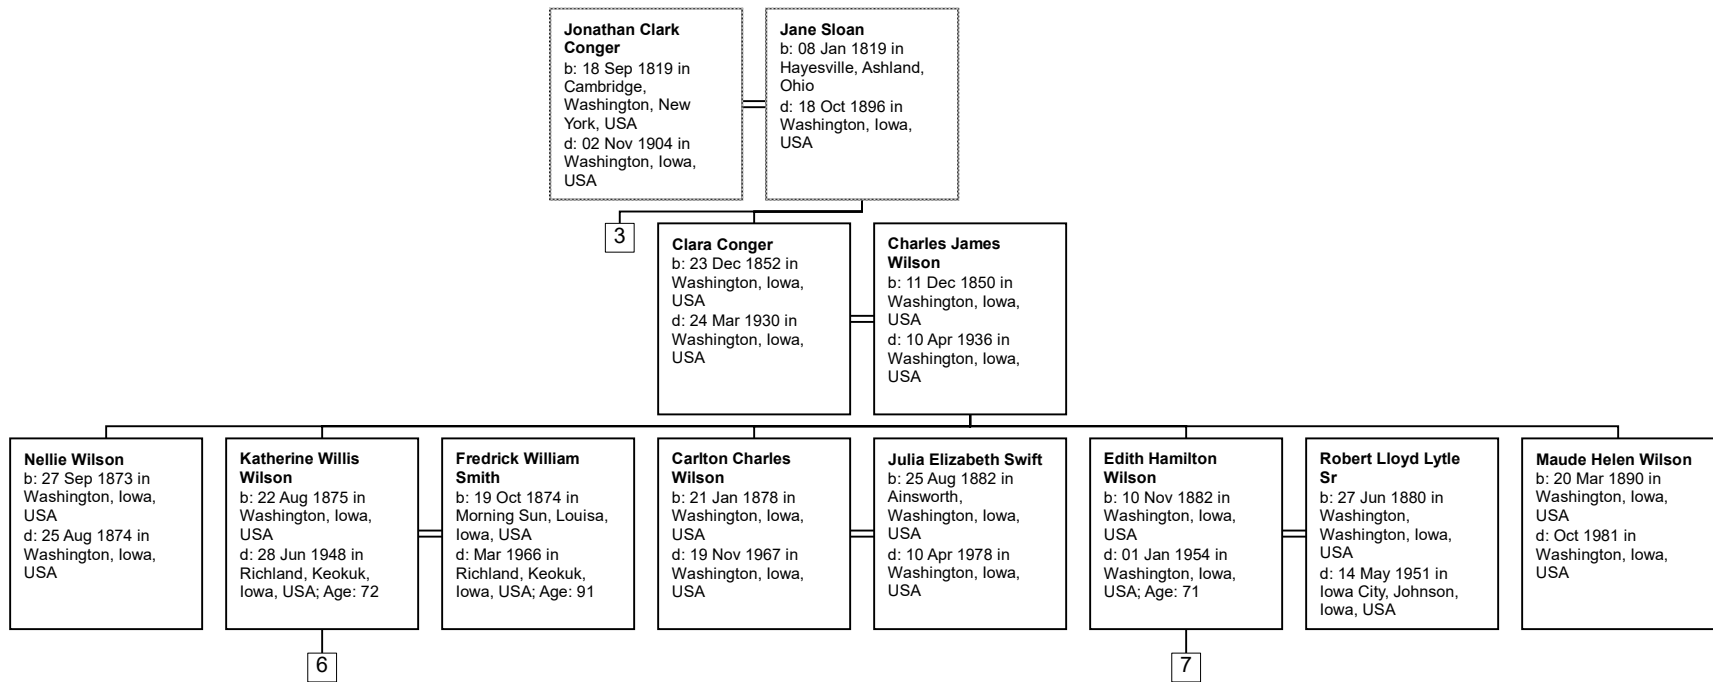 Jonathan Clark
Conger
b: 18 Sep 1819 in
Cambridge,
Washington, New
York, USA
d: 02 Nov 1904 in
Washington, Iowa,
USA
Jane Sloan
b: 08 Jan 1819 in
Hayesville, Ashland,
Ohio
d: 18 Oct 1896 in
Washington, Iowa,
USA
3
Clara Conger
b: 23 Dec 1852 in
Washington, Iowa,
USA
d: 24 Mar 1930 in
Washington, Iowa,
USA
Charles James
Wilson
b: 11 Dec 1850 in
Washington, Iowa,
USA
d: 10 Apr 1936 in
Washington, Iowa,
USA
Nellie Wilson
b: 27 Sep 1873 in
Washington, Iowa,
USA
d: 25 Aug 1874 in
Washington, Iowa,
USA
Katherine Willis
Wilson
b: 22 Aug 1875 in
Washington, Iowa,
USA
d: 28 Jun 1948 in
Richland, Keokuk,
Iowa, USA; Age: 72
Fredrick William
Smith
b: 19 Oct 1874 in
Morning Sun, Louisa,
Iowa, USA
d: Mar 1966 in
Richland, Keokuk,
Iowa, USA; Age: 91
Carlton Charles
Wilson
b: 21 Jan 1878 in
Washington, Iowa,
USA
d: 19 Nov 1967 in
Washington, Iowa,
USA
Julia Elizabeth Swift
b: 25 Aug 1882 in
Ainsworth,
Washington, Iowa,
USA
d: 10 Apr 1978 in
Washington, Iowa,
USA
Edith Hamilton
Wilson
b: 10 Nov 1882 in
Washington, Iowa,
USA
d: 01 Jan 1954 in
Washington, Iowa,
USA; Age: 71
Robert Lloyd Lytle
Sr
b: 27 Jun 1880 in
Washington,
Washington, Iowa,
USA
d: 14 May 1951 in
Iowa City, Johnson,
Iowa, USA
Maude Helen Wilson
b: 20 Mar 1890 in
Washington, Iowa,
USA
d: Oct 1981 in
Washington, Iowa,
USA
6
7